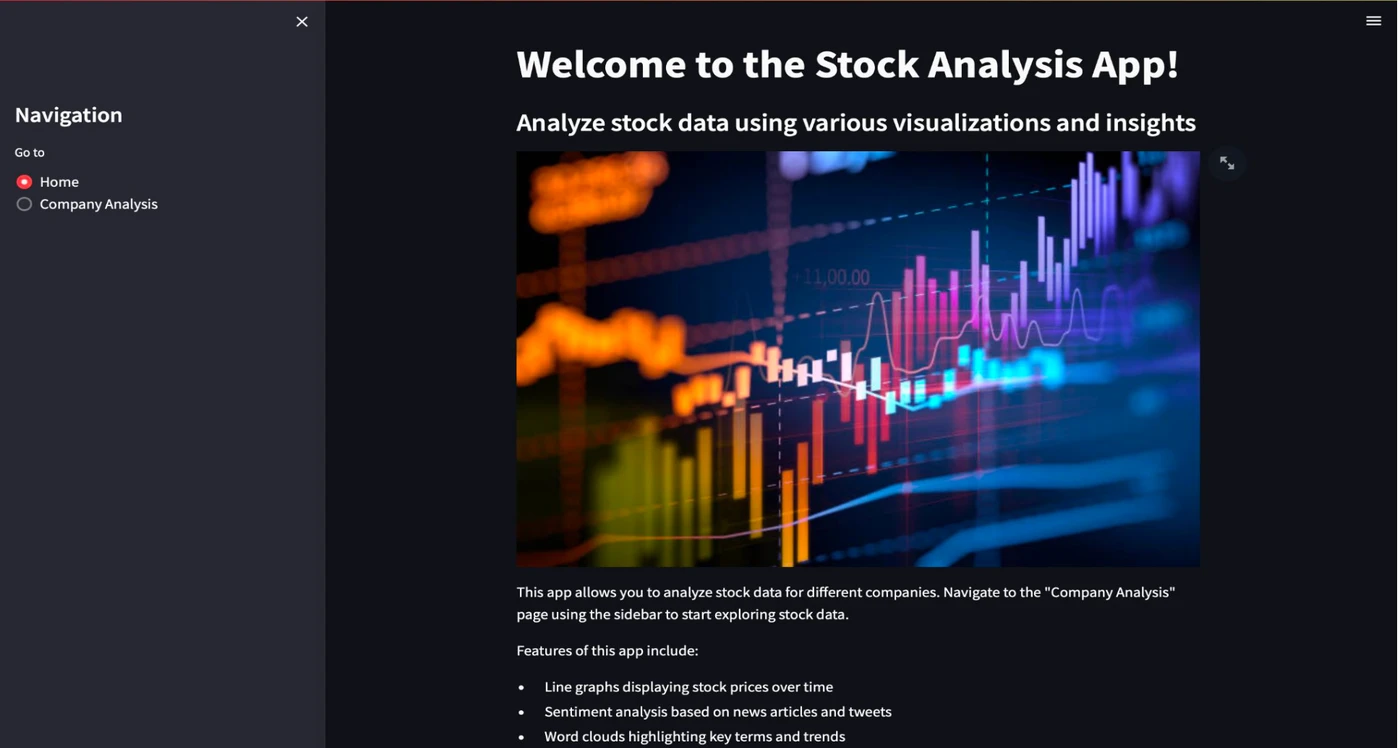 Navigation
Go to
Home
Company Analysis
Welcome to the Stock Analysis App!
Analyze stock data using various visualizations and insights
+11,00.00
This app allows you to analyze stock data for different companies. Navigate to the "Company Analysis"
page using the sidebar to start exploring stock data.
Features of this app include:
• Line graphs displaying stock prices over time
• Sentiment analysis based on news articles and tweets
• Word clouds highlighting key terms and trends